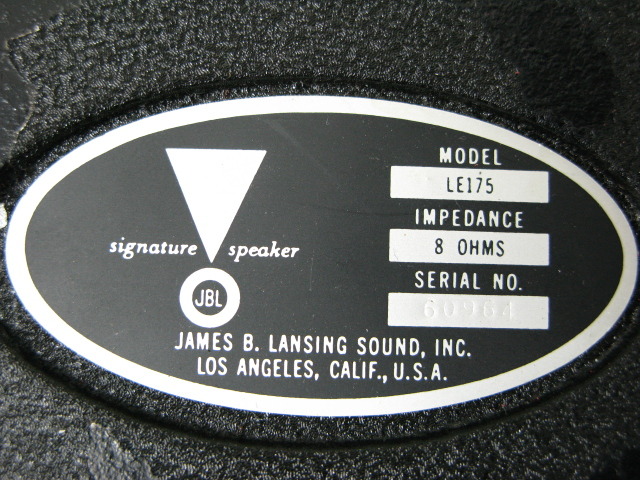 signature speaker
JBL
MODEL
LE175
IMPEDANCE
8 OHMS
SERIAL NO.
60964
JAMES B. LANSING SOUND, INC.
LOS ANGELES, CALIF., U.S.A.